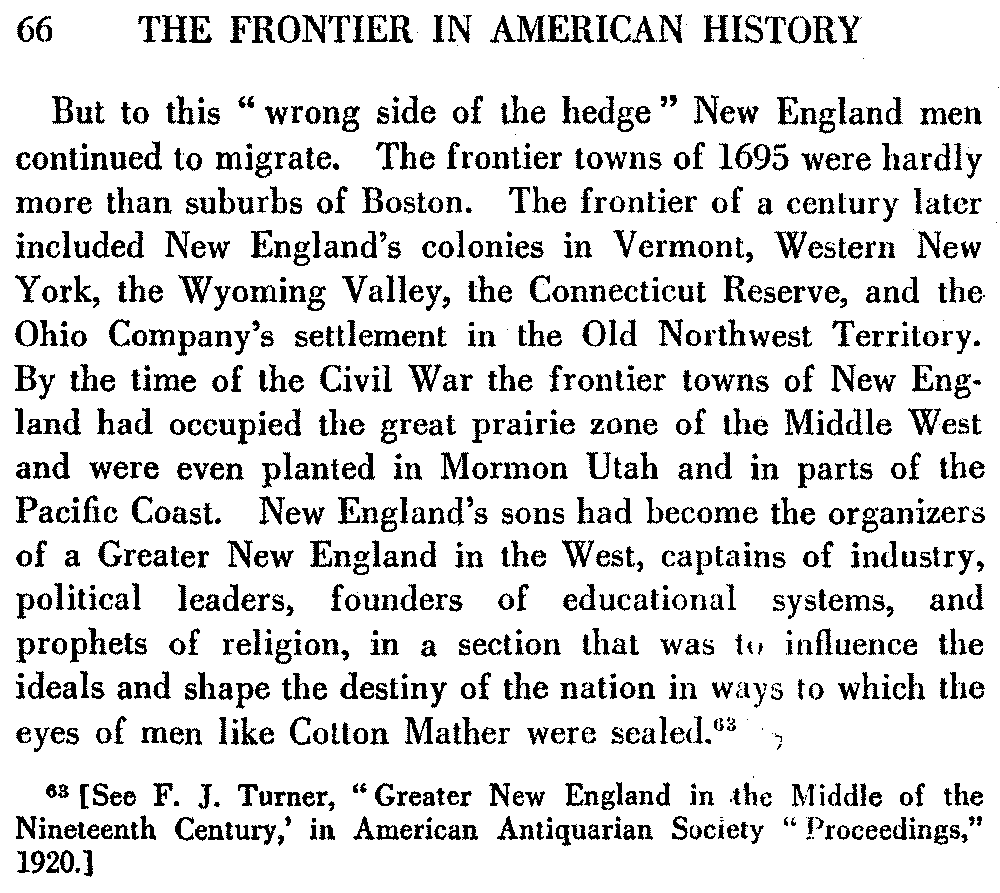 66 THE FRONTIER IN AMERICAN HISTORY
But to this “ wrong side of the hedge ” New England men
continued to migrate. The frontier towns of 1695 were hardly
more than suburbs of Boston. The frontier of a century later
included New England’s colonies in Vermont, Western New
York, the Wyoming Valley, the Connecticut Reserve, and the
Ohio Company’s settlement in the Old Northwest Territory.
By the time of the Civil War the frontier towns of New Eng-
land had occupied the great prairie zone of the Middle West
and were even planted in Mormon Utah and in parts of the
Pacific Coast. New England’s sons had become the organizers
of a Greater New England in the West, captains of industry,
political leaders, founders of educational systems, and
prophets of religion, in a section that was to influence the
ideals and shape the destiny of the nation in ways to which the
eyes of men like Cotton Mather were sealed.⁶³
⁶³ [See F. J. Turner, “ Greater New England in the Middle of the
Nineteenth Century,’ in American Antiquarian Society “ Proceedings,”
1920.]